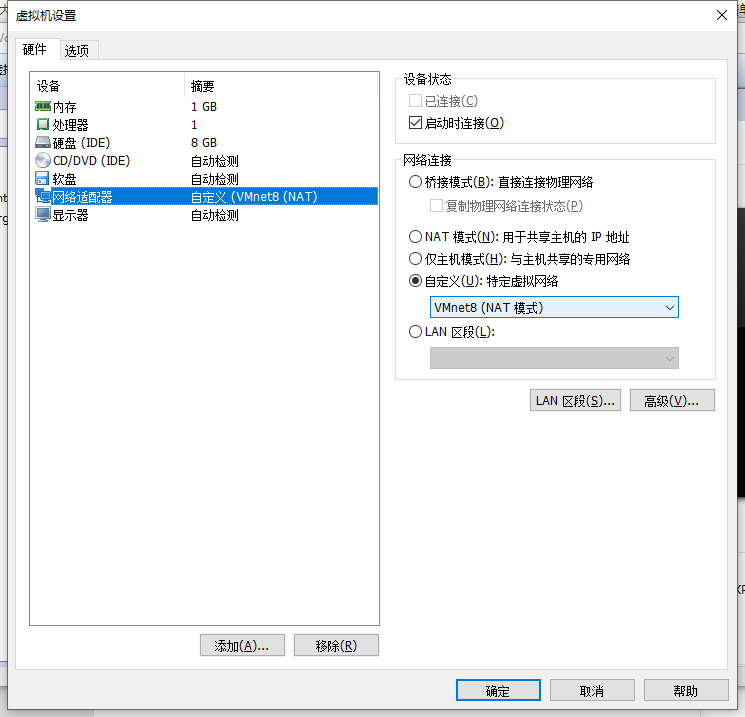 虚拟机设置
硬件 选项
设备 摘要
内存 1 GB
处理器 1
硬盘 (IDE) 8 GB
CD/DVD (IDE) 自动检测
软盘 自动检测
网络适配器 自定义 (VMnet8 (NAT)
显示器 自动检测
添加(A)... 移除(R)
设备状态
已连接(C)
启动时连接(O)
网络连接
桥接模式(B): 直接连接物理网络
复制物理网络连接状态(P)
NAT 模式(N): 用于共享主机的 IP 地址
仅主机模式(H): 与主机共享的专用网络
自定义(U): 特定虚拟网络
VMnet8 (NAT 模式)
LAN 区段(L):
LAN 区段(S)... 高级(V)...
确定 取消 帮助